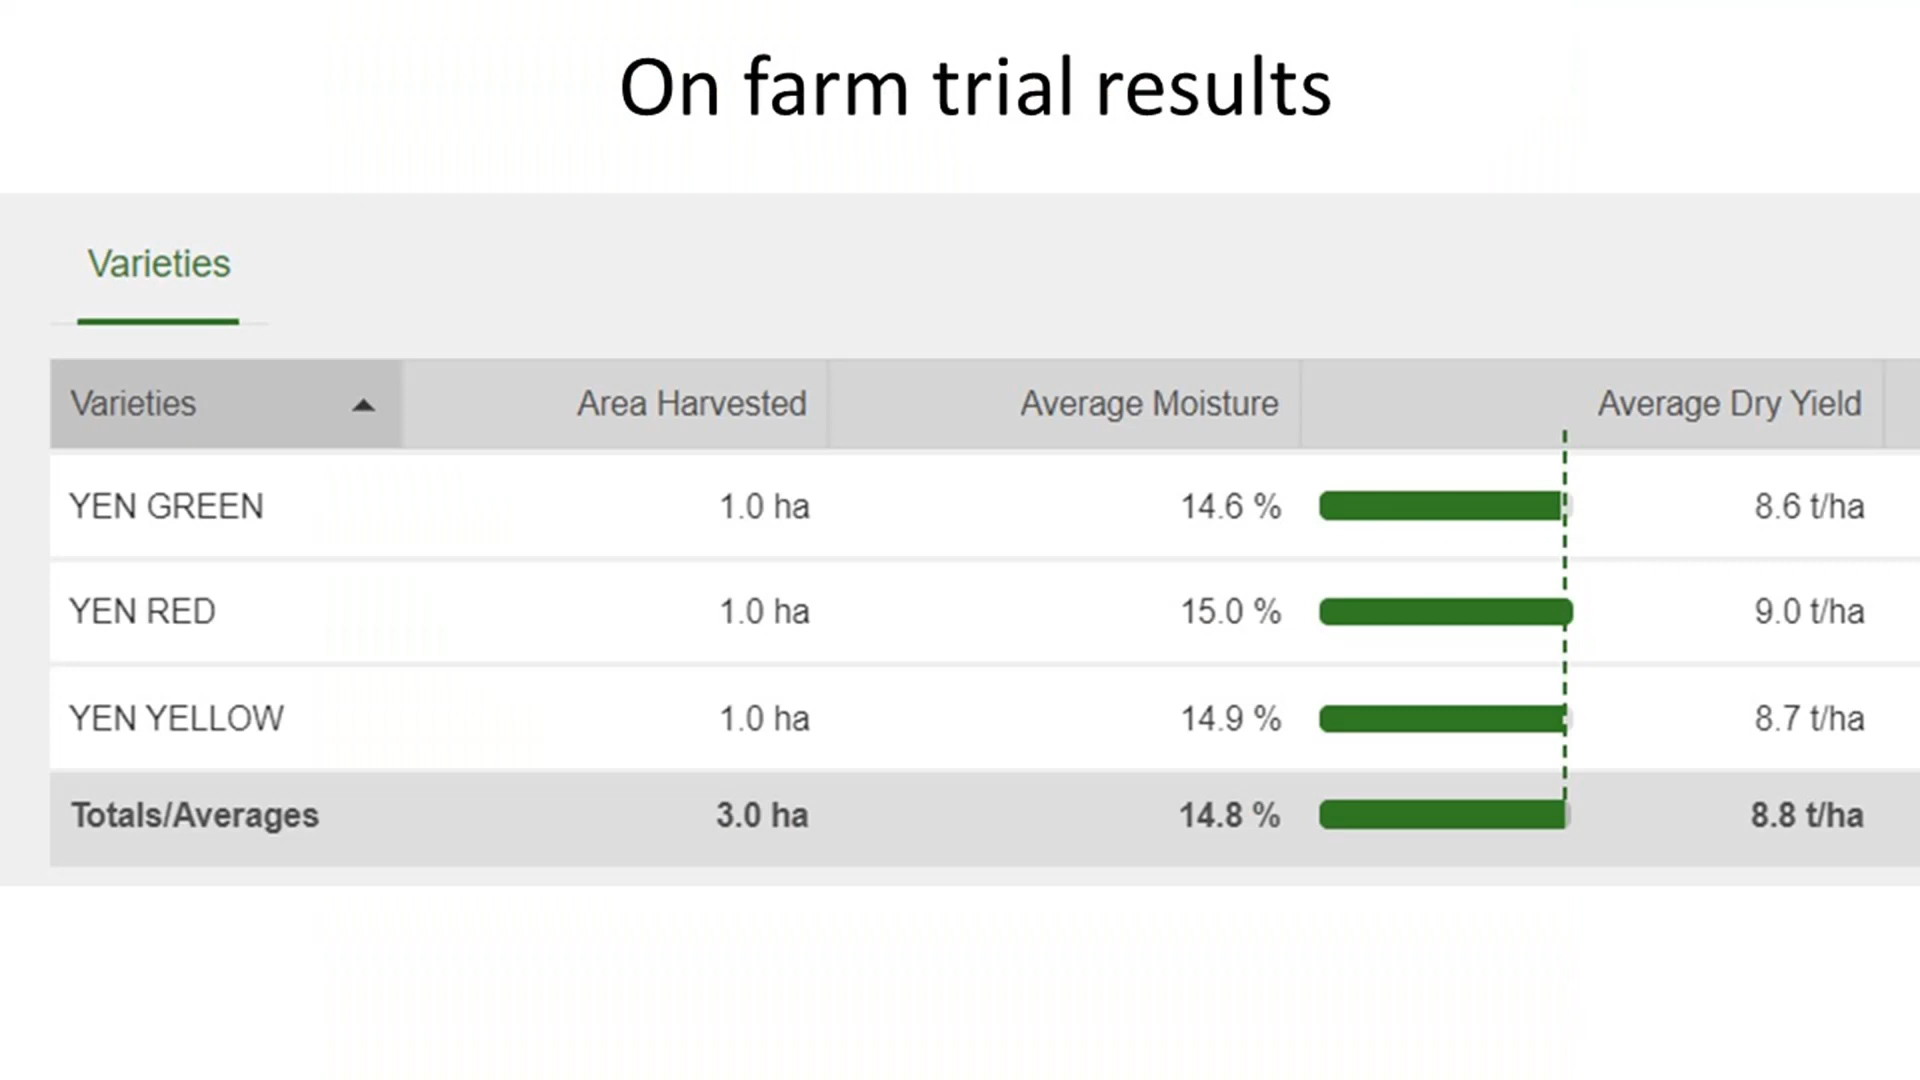 On farm trial results
Varieties
Varieties Area Harvested Average Moisture Average Dry Yield
YEN GREEN 1.0 ha 14.6 % 8.6 t/ha
YEN RED 1.0 ha 15.0 % 9.0 t/ha
YEN YELLOW 1.0 ha 14.9 % 8.7 t/ha
Totals/Averages 3.0 ha 14.8 % 8.8 t/ha